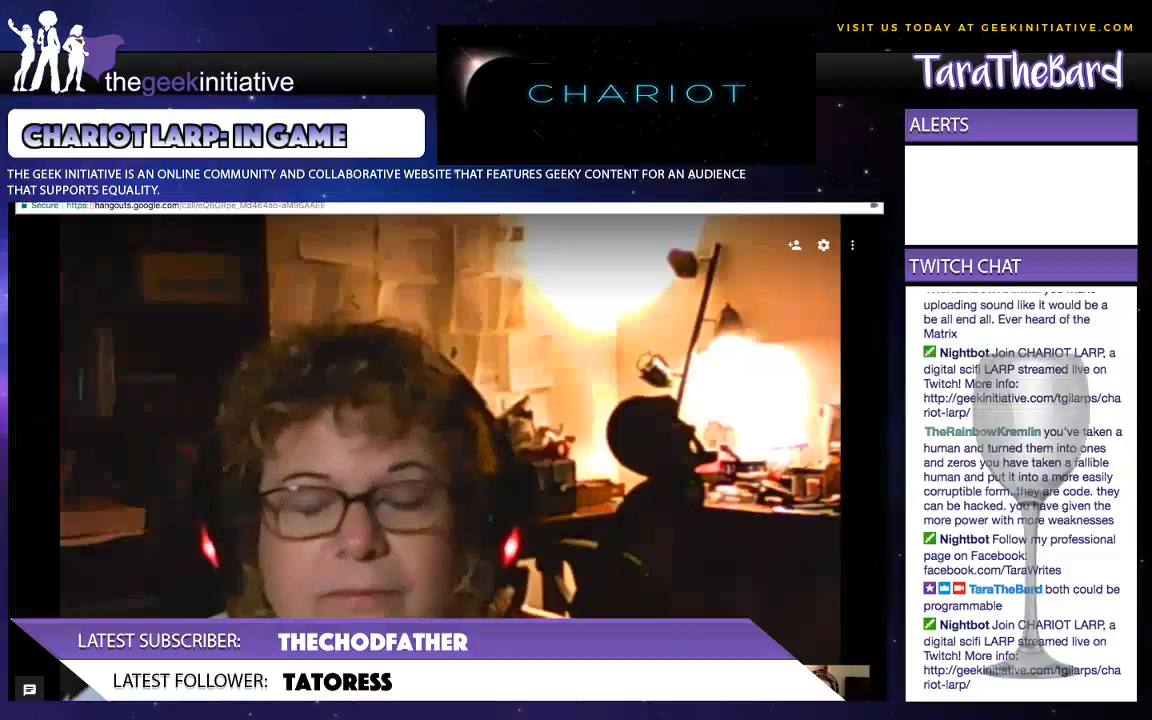 VISIT US TODAY AT GEEKINITIATIVE.COM
thegeekinitiative
CHARIOT
TaraTheBard
CHARIOT LARP: IN GAME
THE GEEK INITIATIVE IS AN ONLINE COMMUNITY AND COLLABORATIVE WEBSITE THAT FEATURES GEEKY CONTENT FOR AN AUDIENCE
THAT SUPPORTS EQUALITY.
Secure https://hangouts.google.com/call/
ALERTS
TWITCH CHAT
uploading sound like it would be a
be all end all. Ever heard of the
Matrix
Nightbot Join CHARIOT LARP, a
digital scifi LARP streamed live on
Twitch! More info:
http://geekinitiative.com/tgilarps/cha
riot-larp/
TheRainbowKremlin you've taken a
human and turned them into ones
and zeros you have taken a fallible
human and put it into a more easily
corruptible form. they are code. they
can be hacked. you have given the
more power with more weaknesses
Nightbot Follow my professional
page on Facebook:
facebook.com/TaraWrites
TaraTheBard both could be
programmable
Nightbot Join CHARIOT LARP, a
digital scifi LARP streamed live on
Twitch! More info:
http://geekinitiative.com/tgilarps/cha
riot-larp/
LATEST SUBSCRIBER: THECHODFATHER
LATEST FOLLOWER: TATORESS